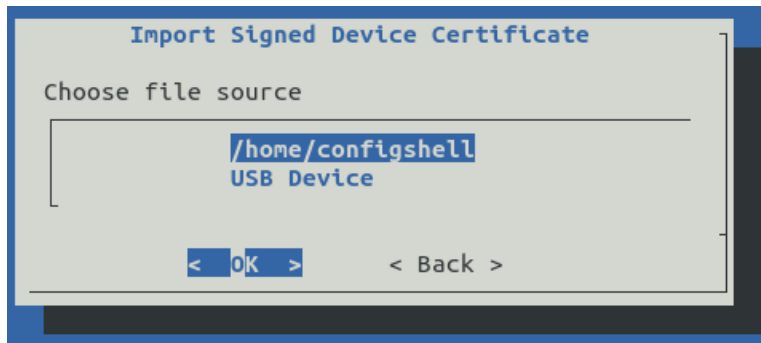 Import Signed Device Certificate
Choose file source
/home/configshell
USB Device
< OK > < Back >